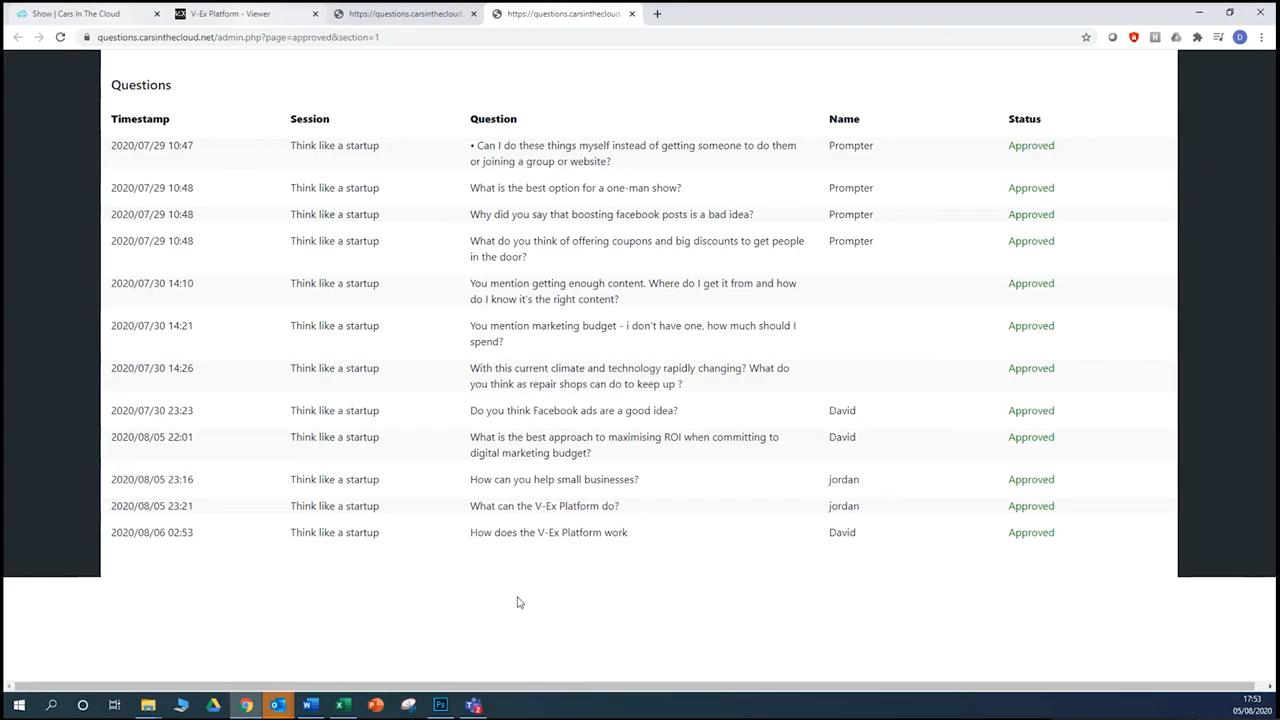 Show | Cars In The Cloud
V-Ex Platform - Viewer
https://questions.carsinthecloud
https://questions.carsinthecloud
questions.carsinthecloud.net/admin.php?page=approved&section=1
D
Questions
Timestamp Session Question Name Status
2020/07/29 10:47 Think like a startup • Can I do these things myself instead of getting someone to do them Prompter Approved
or joining a group or website?
2020/07/29 10:48 Think like a startup What is the best option for a one-man show? Prompter Approved
2020/07/29 10:48 Think like a startup Why did you say that boosting facebook posts is a bad idea? Prompter Approved
2020/07/29 10:48 Think like a startup What do you think of offering coupons and big discounts to get people Prompter Approved
in the door?
2020/07/30 14:10 Think like a startup You mention getting enough content. Where do I get it from and how Approved
do I know it's the right content?
2020/07/30 14:21 Think like a startup You mention marketing budget - i don't have one, how much should I Approved
spend?
2020/07/30 14:26 Think like a startup With this current climate and technology rapidly changing? What do Approved
you think as repair shops can do to keep up ?
2020/07/30 23:23 Think like a startup Do you think Facebook ads are a good idea? David Approved
2020/08/05 22:01 Think like a startup What is the best approach to maximising ROI when committing to David Approved
digital marketing budget?
2020/08/05 23:16 Think like a startup How can you help small businesses? jordan Approved
2020/08/05 23:21 Think like a startup What can the V-Ex Platform do? jordan Approved
2020/08/06 02:53 Think like a startup How does the V-Ex Platform work David Approved
17:53
05/08/2020